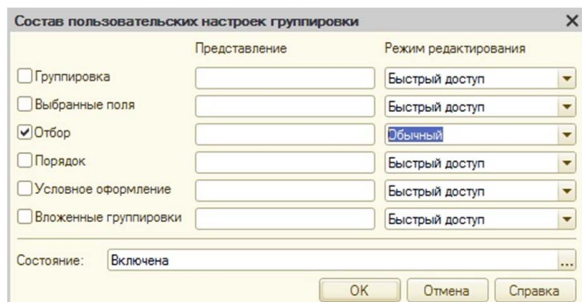 Состав пользовательских настроек группировки
Представление Режим редактирования
Группировка Быстрый доступ
Выбранные поля Быстрый доступ
Отбор Обычный
Порядок Быстрый доступ
Условное оформление Быстрый доступ
Вложенные группировки Быстрый доступ
Состояние: Включена ...
ОК Отмена Справка